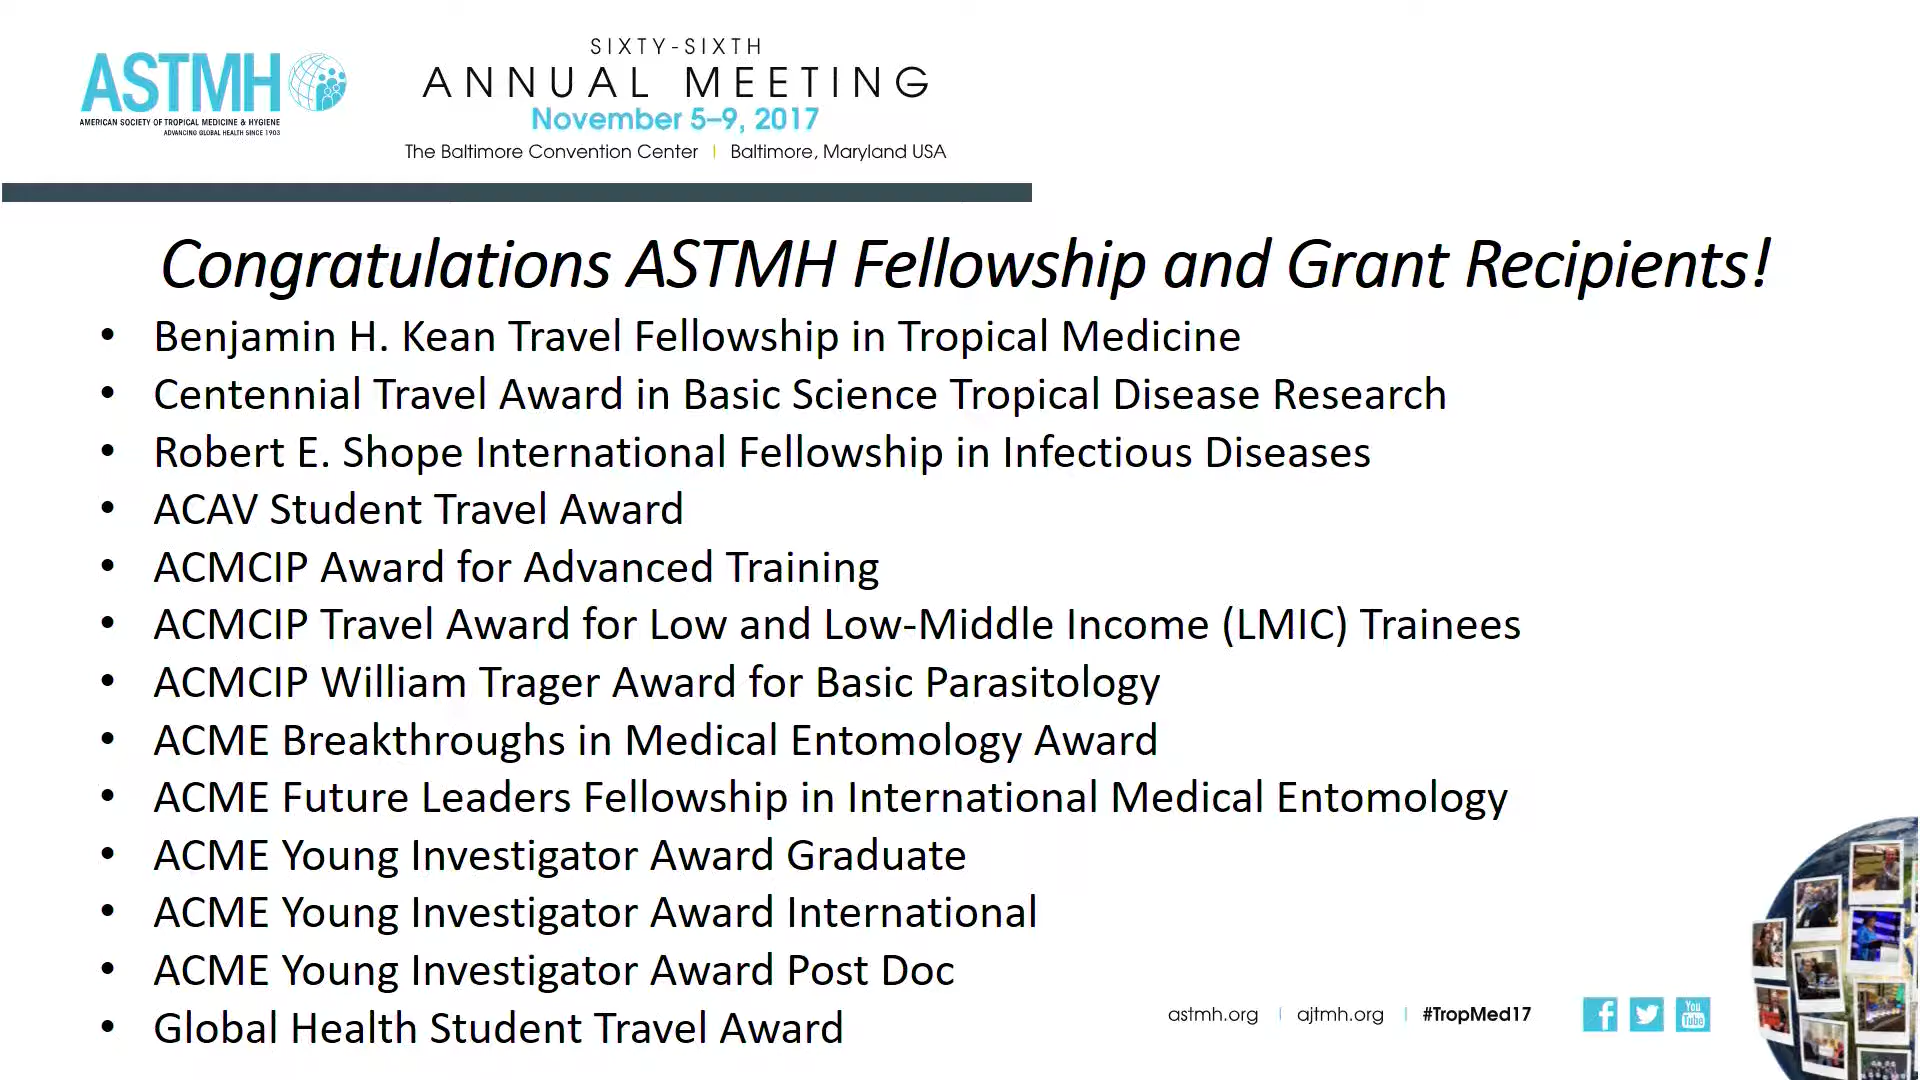 ASTMH
AMERICAN SOCIETY OF TROPICAL MEDICINE & HYGIENE
ADVANCING GLOBAL HEALTH SINCE 1903
SIXTY-SIXTH
ANNUAL MEETING
November 5–9, 2017
The Baltimore Convention Center | Baltimore, Maryland USA
Congratulations ASTMH Fellowship and Grant Recipients!
• Benjamin H. Kean Travel Fellowship in Tropical Medicine
• Centennial Travel Award in Basic Science Tropical Disease Research
• Robert E. Shope International Fellowship in Infectious Diseases
• ACAV Student Travel Award
• ACMCIP Award for Advanced Training
• ACMCIP Travel Award for Low and Low-Middle Income (LMIC) Trainees
• ACMCIP William Trager Award for Basic Parasitology
• ACME Breakthroughs in Medical Entomology Award
• ACME Future Leaders Fellowship in International Medical Entomology
• ACME Young Investigator Award Graduate
• ACME Young Investigator Award International
• ACME Young Investigator Award Post Doc
• Global Health Student Travel Award
astmh.org | ajtmh.org | #TropMed17
You
Tube